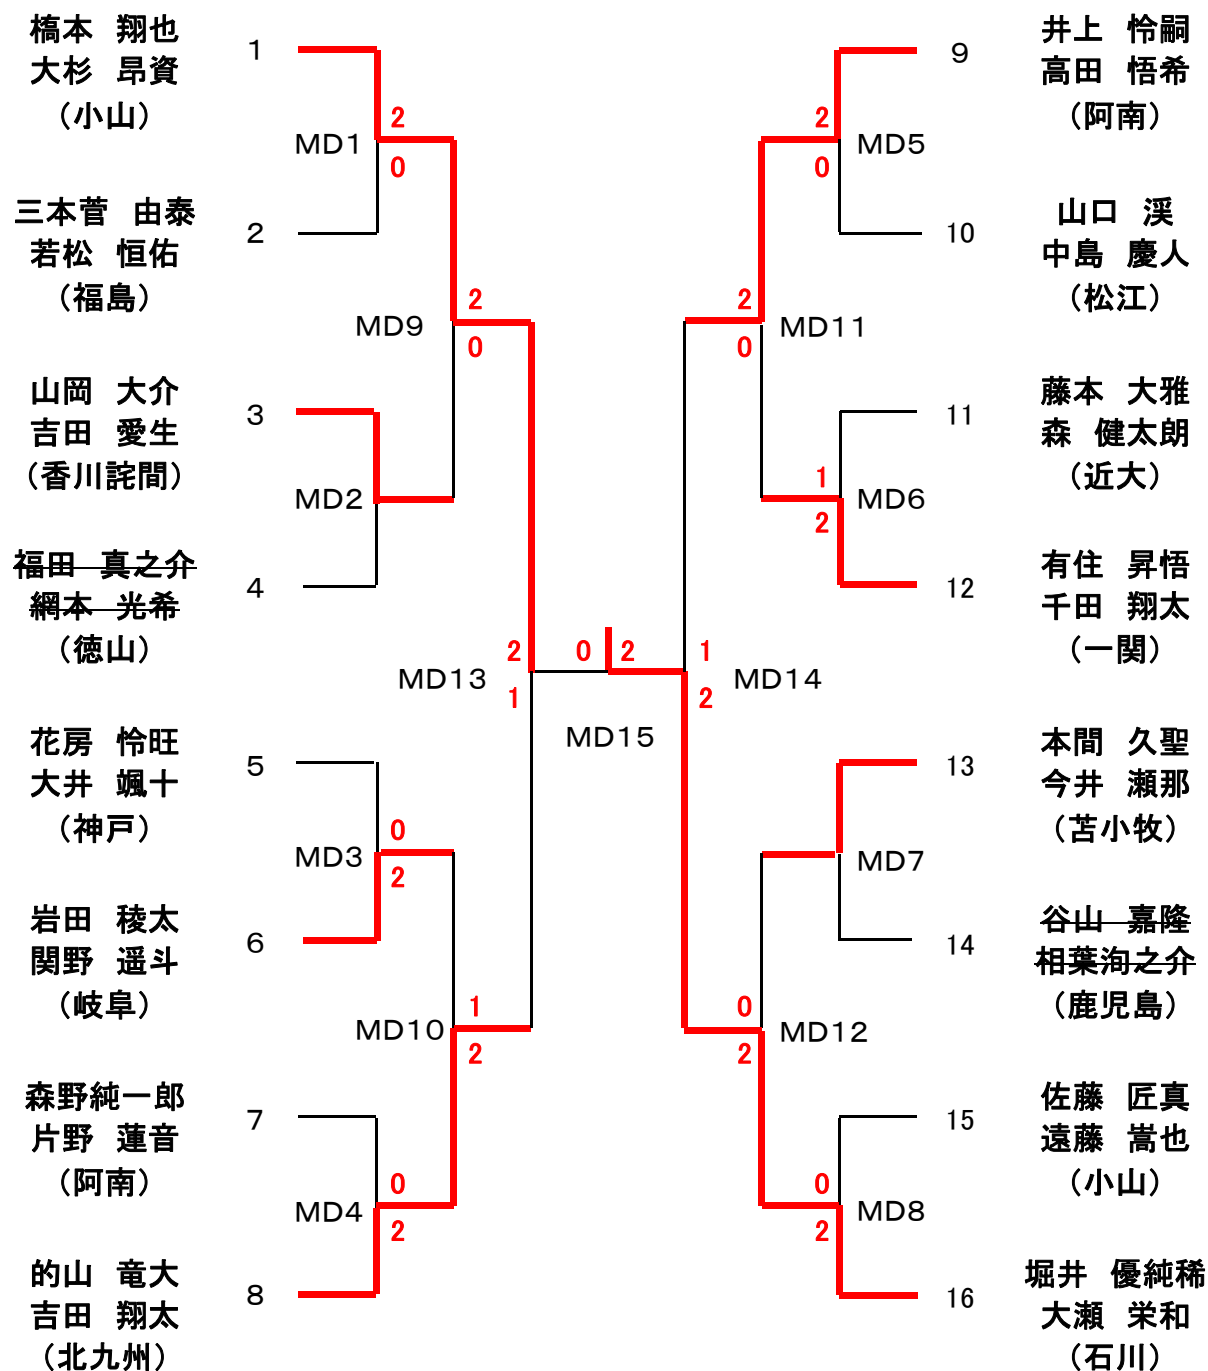 槗本 翔也
大杉 昂資
（小山）
1
MD1
2
0
三本菅 由泰
若松 恒佑
（福島）
2
MD9
2
0
山岡 大介
吉田 愛生
（香川詫間）
3
MD2
福田 真之介
網本 光希
（徳山）
4
MD13
2
1
花房 怜旺
大井 颯十
（神戸）
5
MD3
0
2
岩田 稜太
関野 遥斗
（岐阜）
6
MD10
1
2
森野純一郎
片野 蓮音
（阿南）
7
MD4
0
2
的山 竜大
吉田 翔太
（北九州）
8
0
2
MD15
井上 怜嗣
高田 悟希
（阿南）
9
2
0
MD5
山口 渓
中島 慶人
（松江）
10
2
0
MD11
藤本 大雅
森 健太朗
（近大）
11
1
2
MD6
有住 昇悟
千田 翔太
（一関）
12
1
2
MD14
本間 久聖
今井 瀬那
（苫小牧）
13
MD7
谷山 嘉隆
相葉洵之介
（鹿児島）
14
0
2
MD12
佐藤 匠真
遠藤 嵩也
（小山）
15
0
2
MD8
堀井 優純稀
大瀬 栄和
（石川）
16